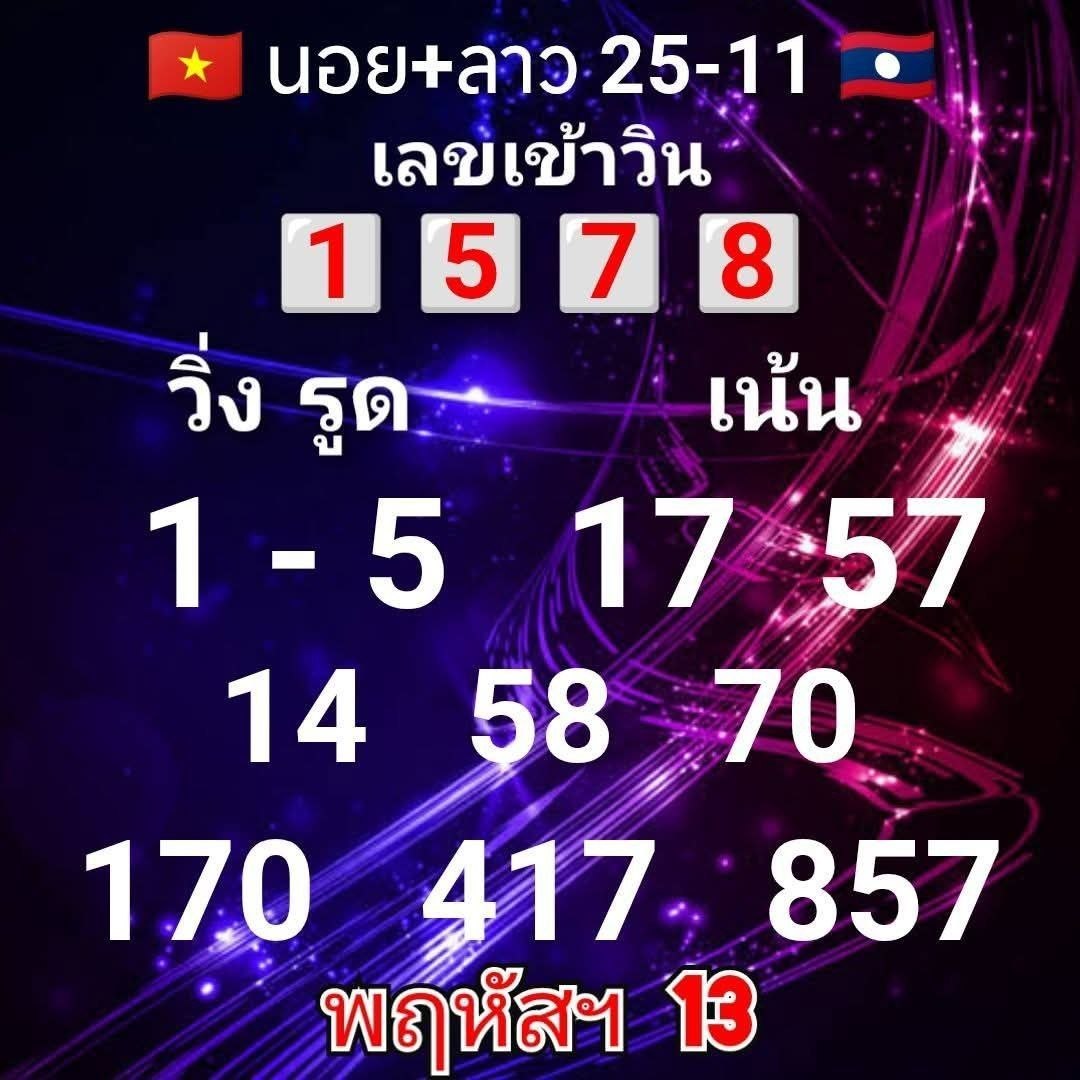 นอย+ลาว 25-11
เลขเข้าวิน
1 5 7 8
วิ่ง รูด เน้น
1 - 5 17 57
14 58 70
170 417 857
พฤหัสฯ 13